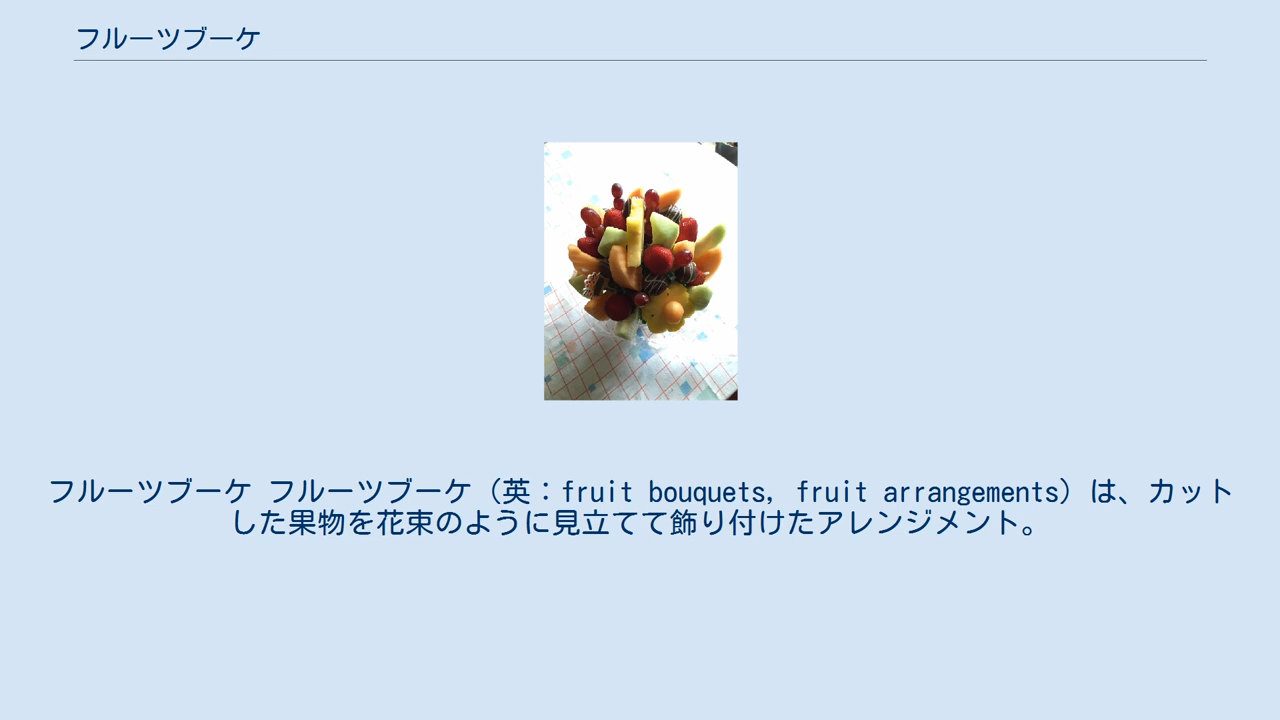 フルーツブーケ
フルーツブーケ フルーツブーケ（英：fruit bouquets, fruit arrangements）は、カット
した果物を花束のように見立てて飾り付けたアレンジメント。